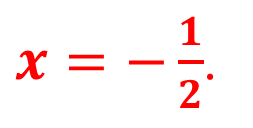 x = − 1/2.